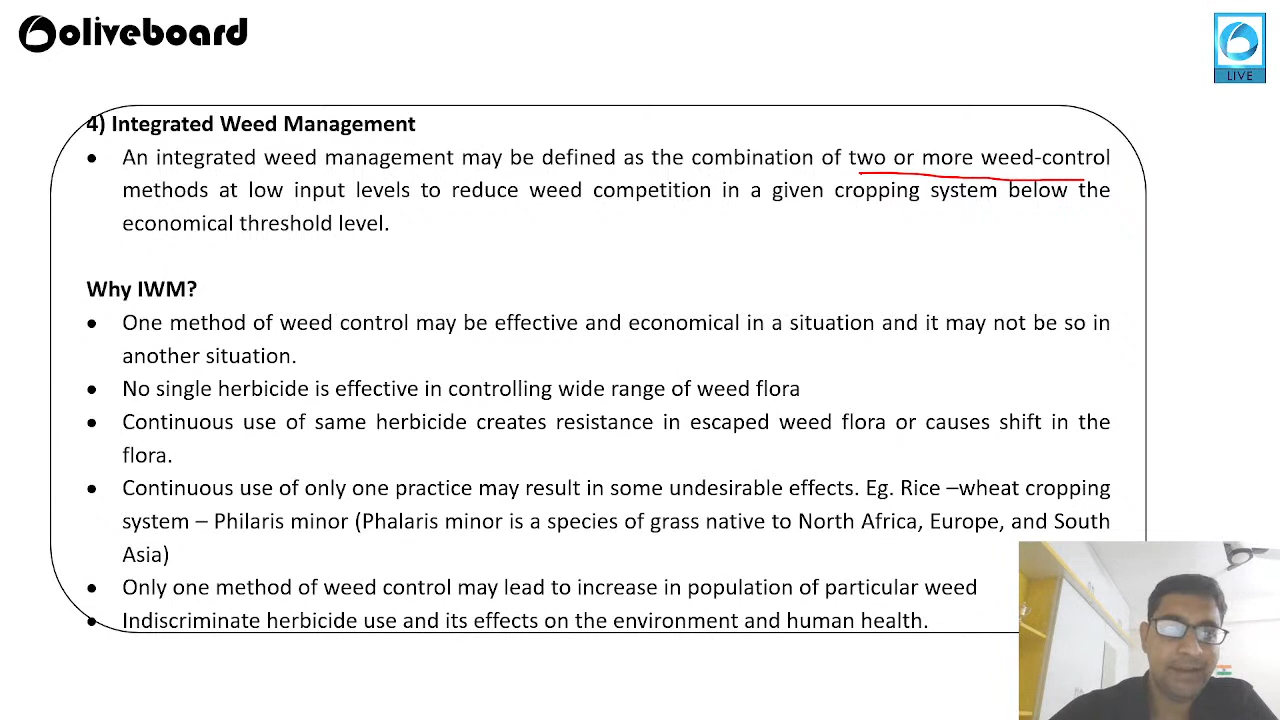 oliveboard
LIVE
4) Integrated Weed Management
• An integrated weed management may be defined as the combination of two or more weed-control
methods at low input levels to reduce weed competition in a given cropping system below the
economical threshold level.
Why IWM?
• One method of weed control may be effective and economical in a situation and it may not be so in
another situation.
• No single herbicide is effective in controlling wide range of weed flora
• Continuous use of same herbicide creates resistance in escaped weed flora or causes shift in the
flora.
• Continuous use of only one practice may result in some undesirable effects. Eg. Rice –wheat cropping
system – Philaris minor (Phalaris minor is a species of grass native to North Africa, Europe, and South
Asia)
• Only one method of weed control may lead to increase in population of particular weed
• Indiscriminate herbicide use and its effects on the environment and human health.